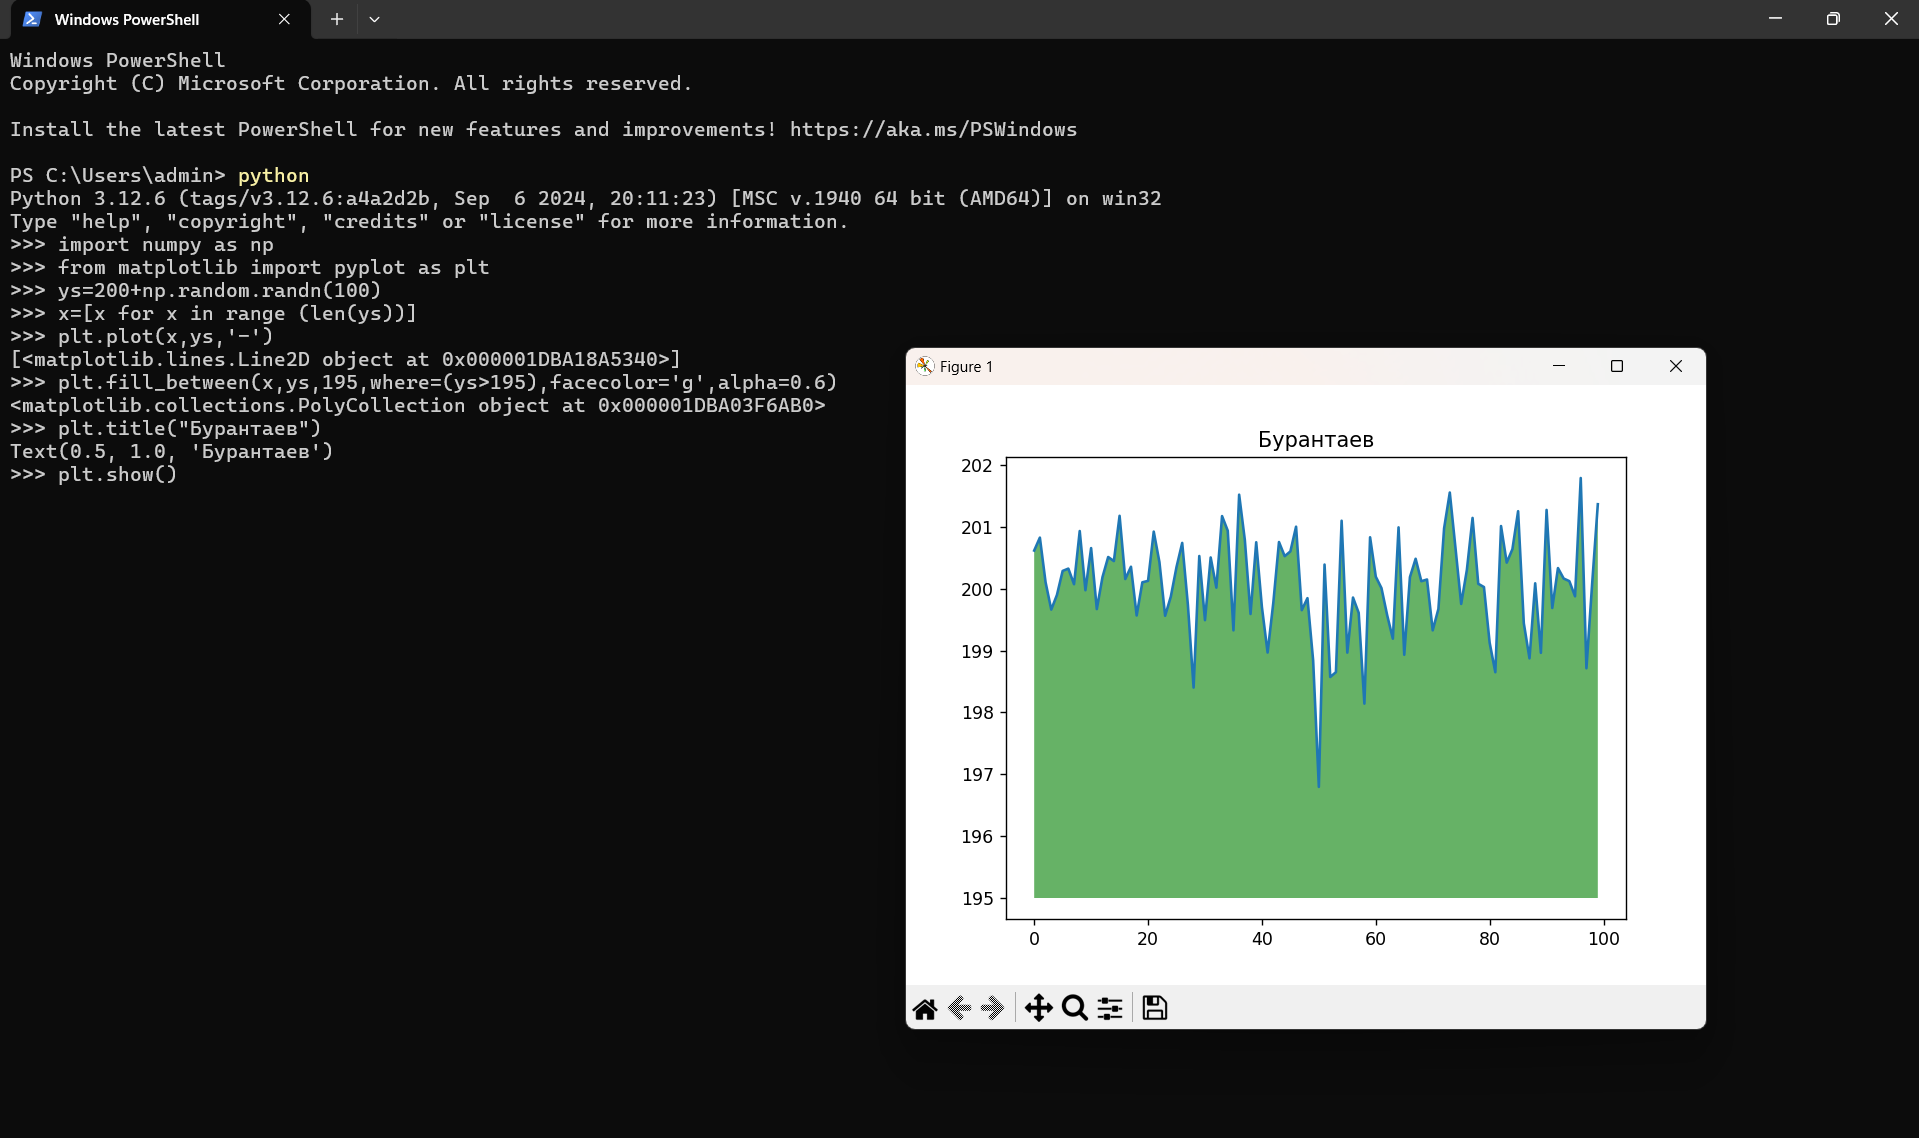 Windows PowerShell
Windows PowerShell
Copyright (C) Microsoft Corporation. All rights reserved.
Install the latest PowerShell for new features and improvements! https://aka.ms/PSWindows
PS C:\Users\admin> python
Python 3.12.6 (tags/v3.12.6:a4a2d2b, Sep  6 2024, 20:11:23) [MSC v.1940 64 bit (AMD64)] on win32
Type "help", "copyright", "credits" or "license" for more information.
>>> import numpy as np
>>> from matplotlib import pyplot as plt
>>> ys=200+np.random.randn(100)
>>> x=[x for x in range (len(ys))]
>>> plt.plot(x,ys,'-')
[<matplotlib.lines.Line2D object at 0x000001DBA18A5340>]
>>> plt.fill_between(x,ys,195,where=(ys>195),facecolor='g',alpha=0.6)
<matplotlib.collections.PolyCollection object at 0x000001DBA03F6AB0>
>>> plt.title("Бурантаев")
Text(0.5, 1.0, 'Бурантаев')
>>> plt.show()
Figure 1
Бурантаев
202
201
200
199
198
197
196
195
0 20 40 60 80 100